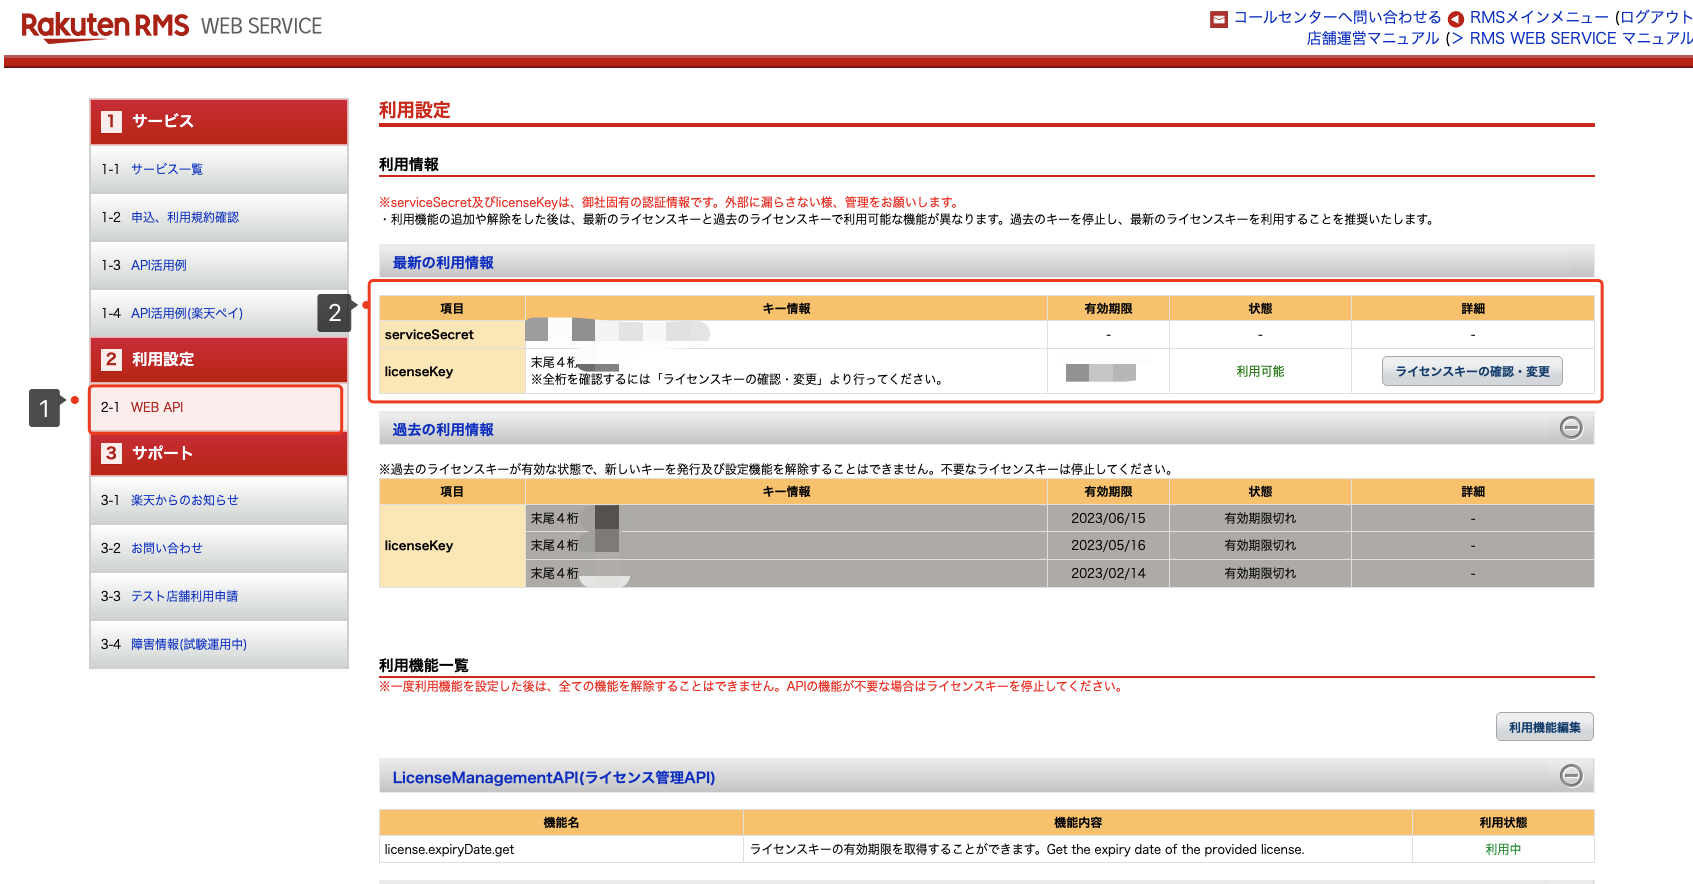 Rakuten RMS WEB SERVICE
コールセンターへ問い合わせる RMSメインメニュー (ログアウト
店舗運営マニュアル (> RMS WEB SERVICE マニュアル
1 サービス
1-1 サービス一覧
1-2 申込、利用規約確認
1-3 API活用例
1-4 API活用例(楽天ペイ)
2 利用設定
1
2-1 WEB API
3 サポート
3-1 楽天からのお知らせ
3-2 お問い合わせ
3-3 テスト店舗利用申請
3-4 障害情報(試験運用中)
利用設定
利用情報
※serviceSecret及びlicenseKeyは、御社固有の認証情報です。外部に漏らさない様、管理をお願いします。
・利用機能の追加や解除をした後は、最新のライセンスキーと過去のライセンスキーで利用可能な機能が異なります。過去のキーを停止し、最新のライセンスキーを利用することを推奨いたします。
最新の利用情報
2
項目 キー情報 有効期限 状態 詳細
serviceSecret - - -
licenseKey 末尾４桁 利用可能 ライセンスキーの確認・変更
※全桁を確認するには「ライセンスキーの確認・変更」より行ってください。
過去の利用情報
※過去のライセンスキーが有効な状態で、新しいキーを発行及び設定機能を解除することはできません。不要なライセンスキーは停止してください。
項目 キー情報 有効期限 状態 詳細
licenseKey
末尾４桁 2023/06/15 有効期限切れ -
末尾４桁 2023/05/16 有効期限切れ -
末尾４桁 2023/02/14 有効期限切れ -
利用機能一覧
※一度利用機能を設定した後は、全ての機能を解除することはできません。APIの機能が不要な場合はライセンスキーを停止してください。
利用機能編集
LicenseManagementAPI(ライセンス管理API)
機能名 機能内容 利用状態
license.expiryDate.get ライセンスキーの有効期限を取得することができます。Get the expiry date of the provided license. 利用中